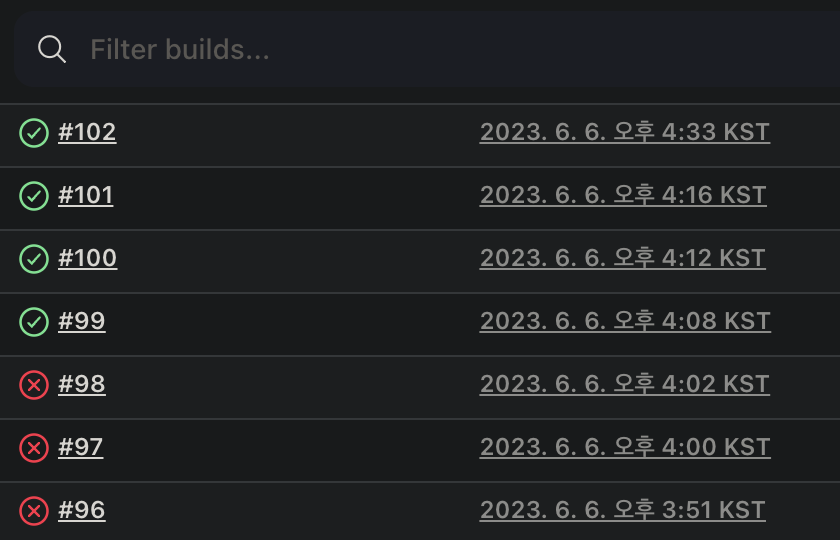 Filter builds...
#102 2023. 6. 6. 오후 4:33 KST
#101 2023. 6. 6. 오후 4:16 KST
#100 2023. 6. 6. 오후 4:12 KST
#99 2023. 6. 6. 오후 4:08 KST
#98 2023. 6. 6. 오후 4:02 KST
#97 2023. 6. 6. 오후 4:00 KST
#96 2023. 6. 6. 오후 3:51 KST